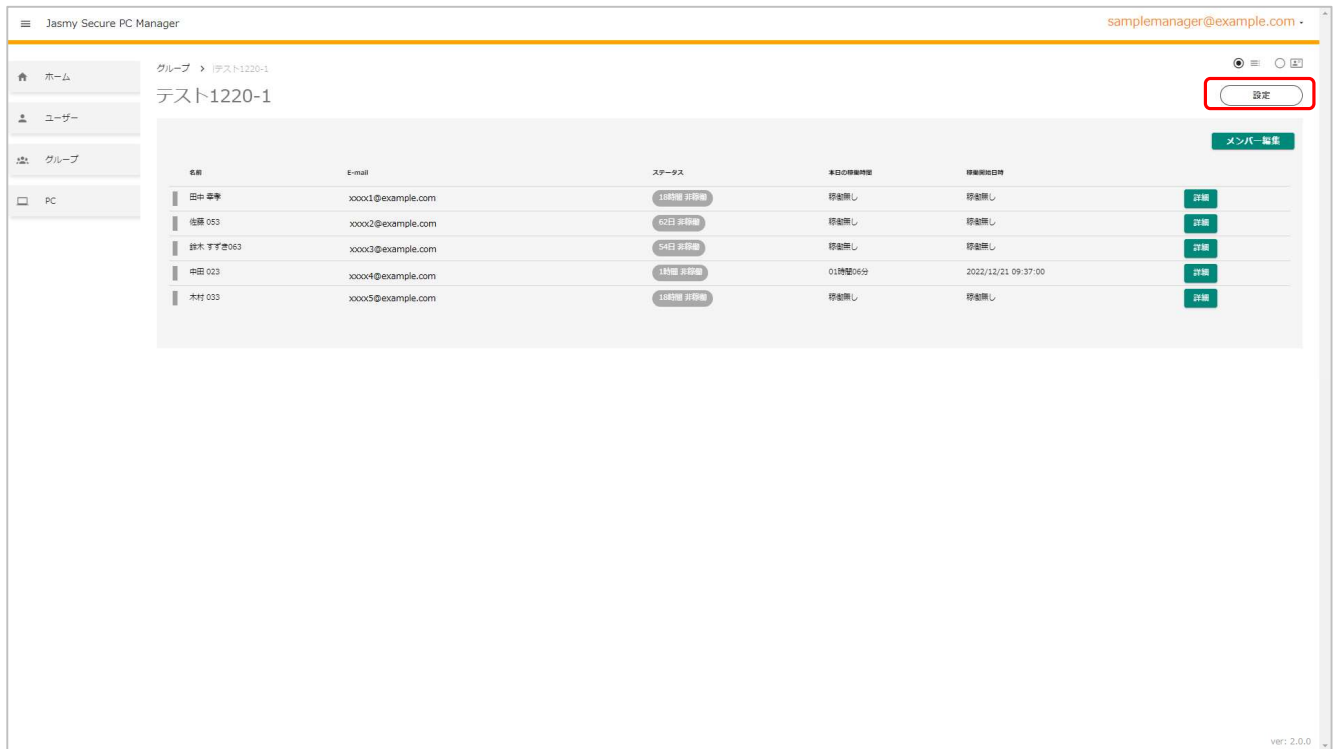 Jasmy Secure PC Manager
samplemanager@example.com
ホーム
ユーザー
グループ
PC
グループ > テスト1220-1
テスト1220-1
設定
メンバー編集
名前 E-mail ステータス 本日の稼働時間 稼働開始日時
田中 幸孝 xxxx1@example.com 18時間 非稼働 稼働無し 稼働無し 詳細
佐藤 053 xxxx2@example.com 62日 非稼働 稼働無し 稼働無し 詳細
鈴木 すずき063 xxxx3@example.com 54日 非稼働 稼働無し 稼働無し 詳細
中田 023 xxxx4@example.com 1時間 非稼働 01時間06分 2022/12/21 09:37:00 詳細
木村 033 xxxx5@example.com 18時間 非稼働 稼働無し 稼働無し 詳細
ver: 2.0.0